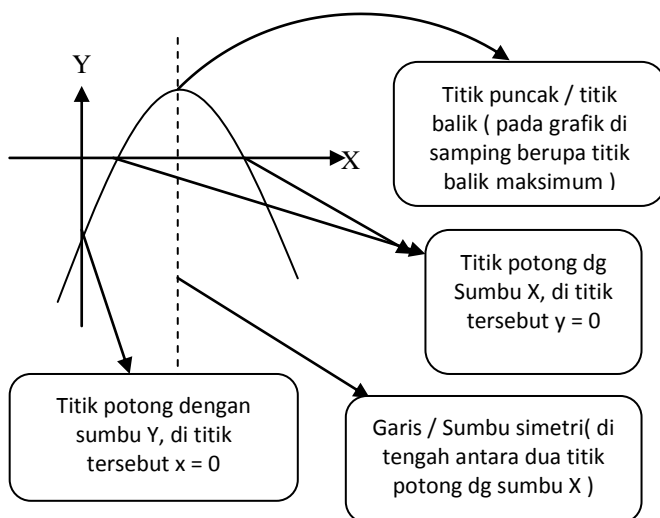 Y
X
Titik puncak / titik
balik ( pada grafik di
samping berupa titik
balik maksimum )
Titik potong dg
Sumbu X, di titik
tersebut y = 0
Titik potong dengan
sumbu Y, di titik
tersebut x = 0
Garis / Sumbu simetri( di
tengah antara dua titik
potong dg sumbu X )